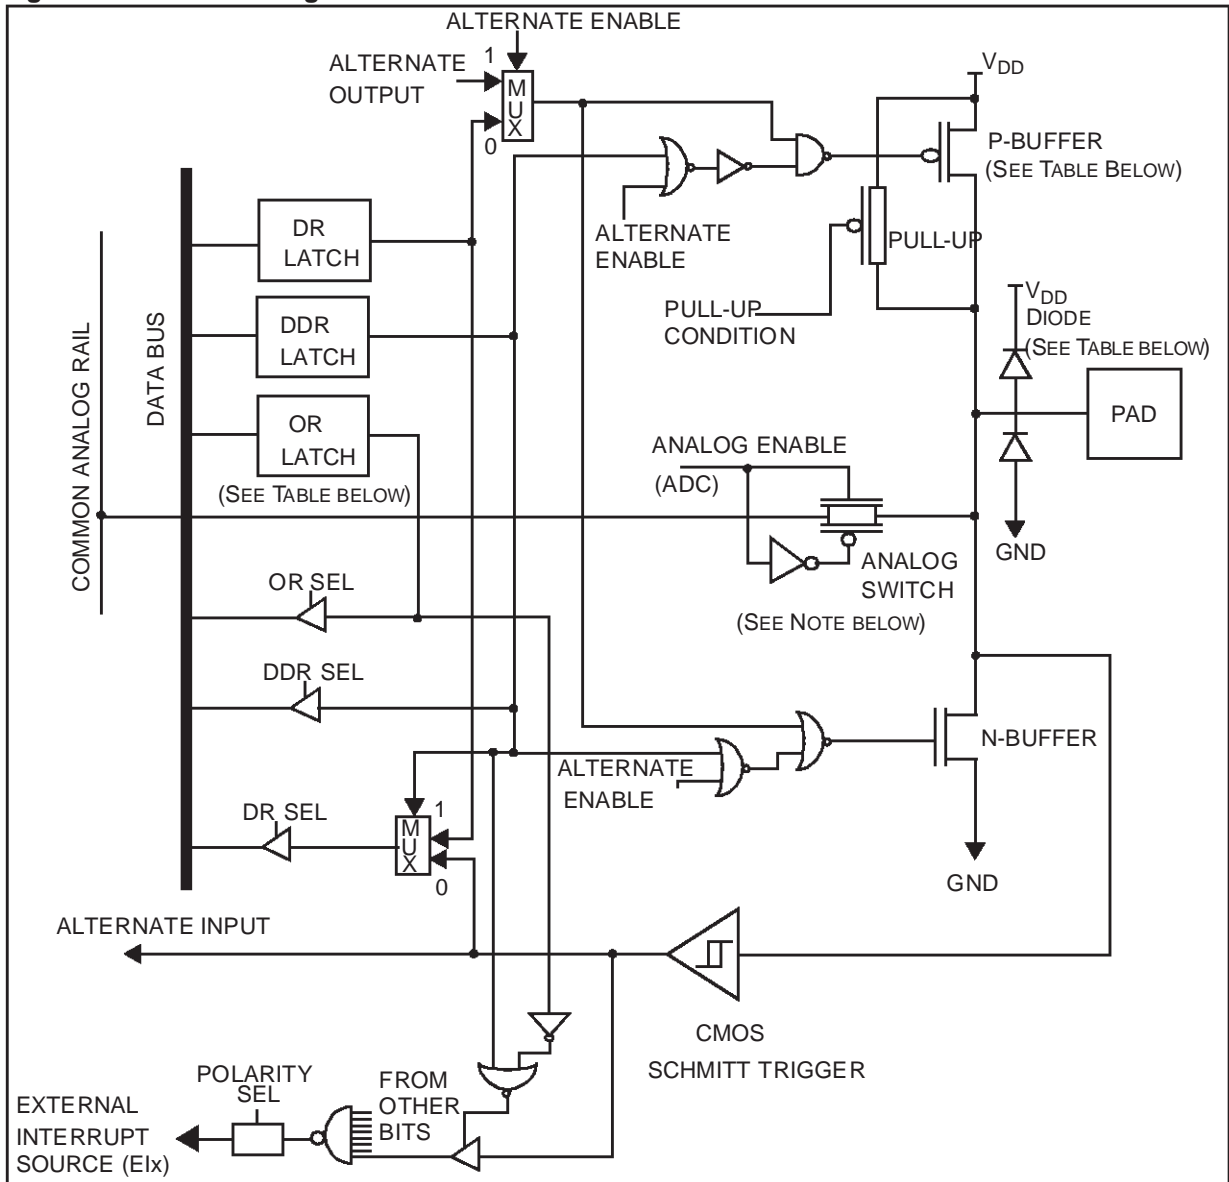 ALTERNATE ENABLE
ALTERNATE
OUTPUT
1
MUX
0
VDD
P-BUFFER
(SEE TABLE BELOW)
ALTERNATE
ENABLE
PULL-UP
PULL-UP
CONDITION
DR
LATCH
DDR
LATCH
OR
LATCH
(SEE TABLE BELOW)
COMMON ANALOG RAIL
DATA BUS
VDD
DIODE
(SEE TABLE BELOW)
PAD
GND
ANALOG ENABLE
(ADC)
ANALOG
SWITCH
(SEE NOTE BELOW)
OR SEL
DDR SEL
DR SEL
1
MUX
0
ALTERNATE
ENABLE
N-BUFFER
GND
ALTERNATE INPUT
CMOS
SCHMITT TRIGGER
POLARITY
SEL
FROM
OTHER
BITS
EXTERNAL
INTERRUPT
SOURCE (EIx)